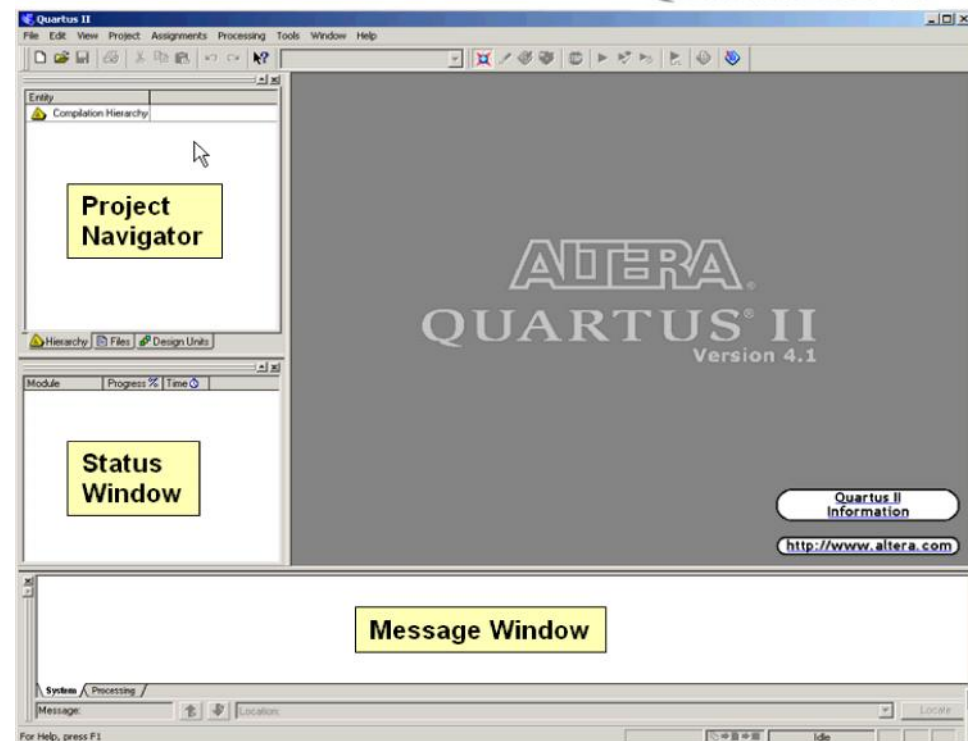 Quartus II
File Edit View Project Assignments Processing Tools Window Help
Entity
Compilation Hierarchy
Project
Navigator
Hierarchy Files Design Units
Module Progress % Time
Status
Window
ALTERA®
QUARTUS® II
Version 4.1
Quartus II
Information
http://www.altera.com
Message Window
System Processing
Message: Location: Locate
For Help, press F1 Idle